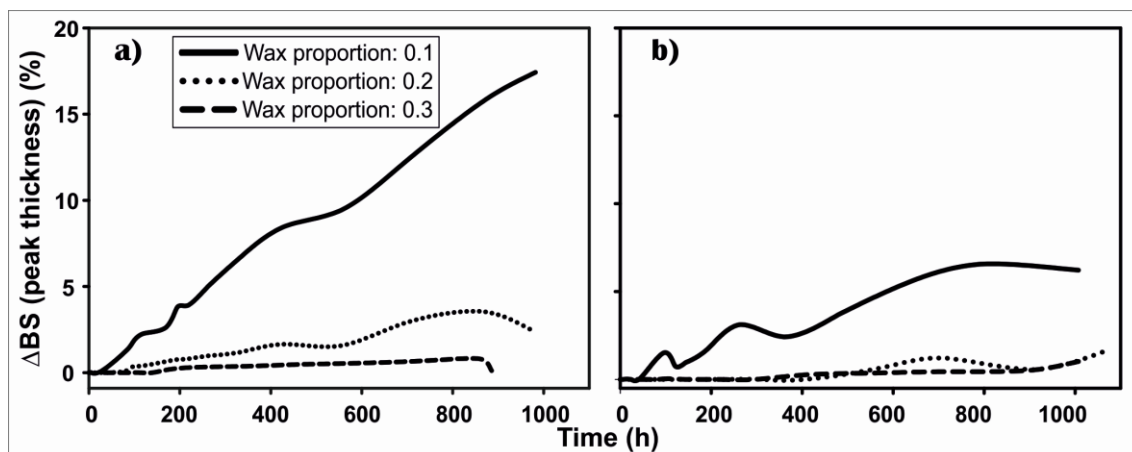 20
15
10
5
0
ΔBS (peak thickness) (%)
a)
Wax proportion: 0.1
Wax proportion: 0.2
Wax proportion: 0.3
b)
0 200 400 600 800 1000
0 200 400 600 800 1000
Time (h)